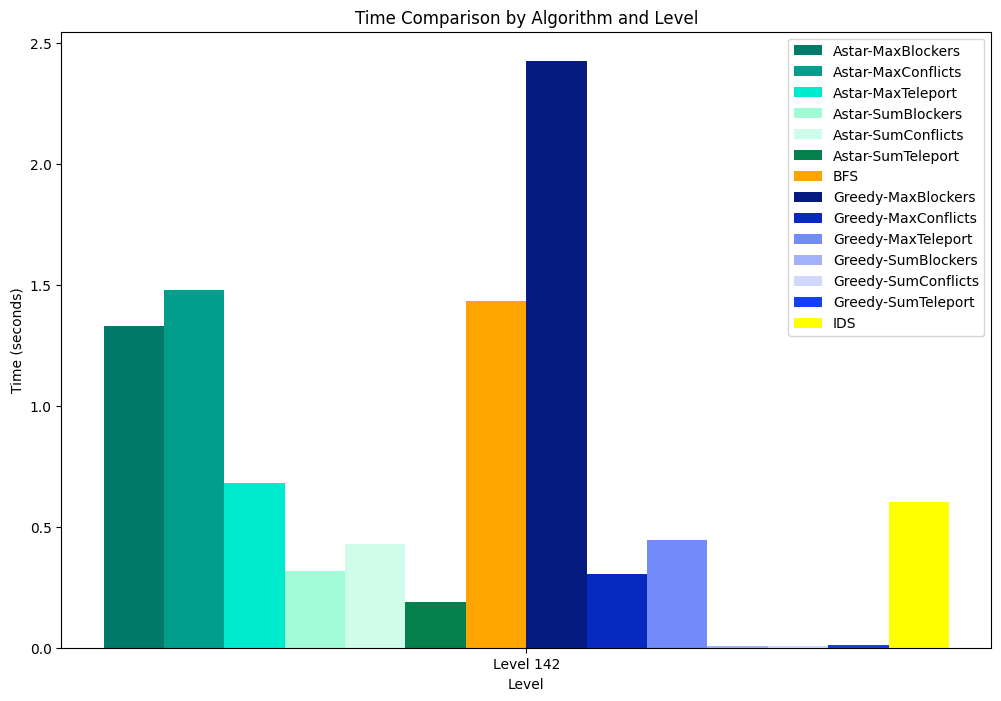 Time Comparison by Algorithm and Level
2.5
2.0
1.5
1.0
0.5
0.0
Time (seconds)
Astar-MaxBlockers
Astar-MaxConflicts
Astar-MaxTeleport
Astar-SumBlockers
Astar-SumConflicts
Astar-SumTeleport
BFS
Greedy-MaxBlockers
Greedy-MaxConflicts
Greedy-MaxTeleport
Greedy-SumBlockers
Greedy-SumConflicts
Greedy-SumTeleport
IDS
Level 142
Level